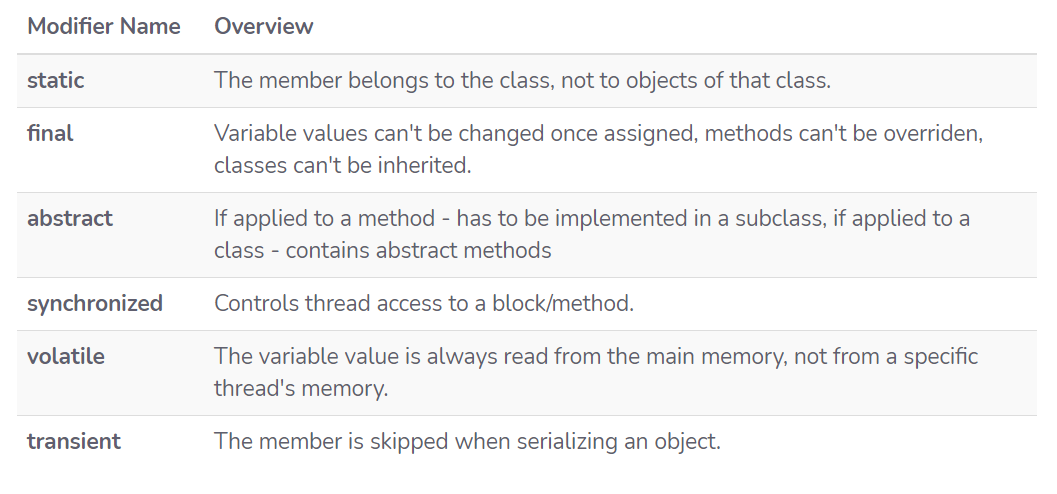 Modifier Name Overview
static The member belongs to the class, not to objects of that class.
final Variable values can't be changed once assigned, methods can't be overriden,
classes can't be inherited.
abstract If applied to a method - has to be implemented in a subclass, if applied to a
class - contains abstract methods
synchronized Controls thread access to a block/method.
volatile The variable value is always read from the main memory, not from a specific
thread's memory.
transient The member is skipped when serializing an object.